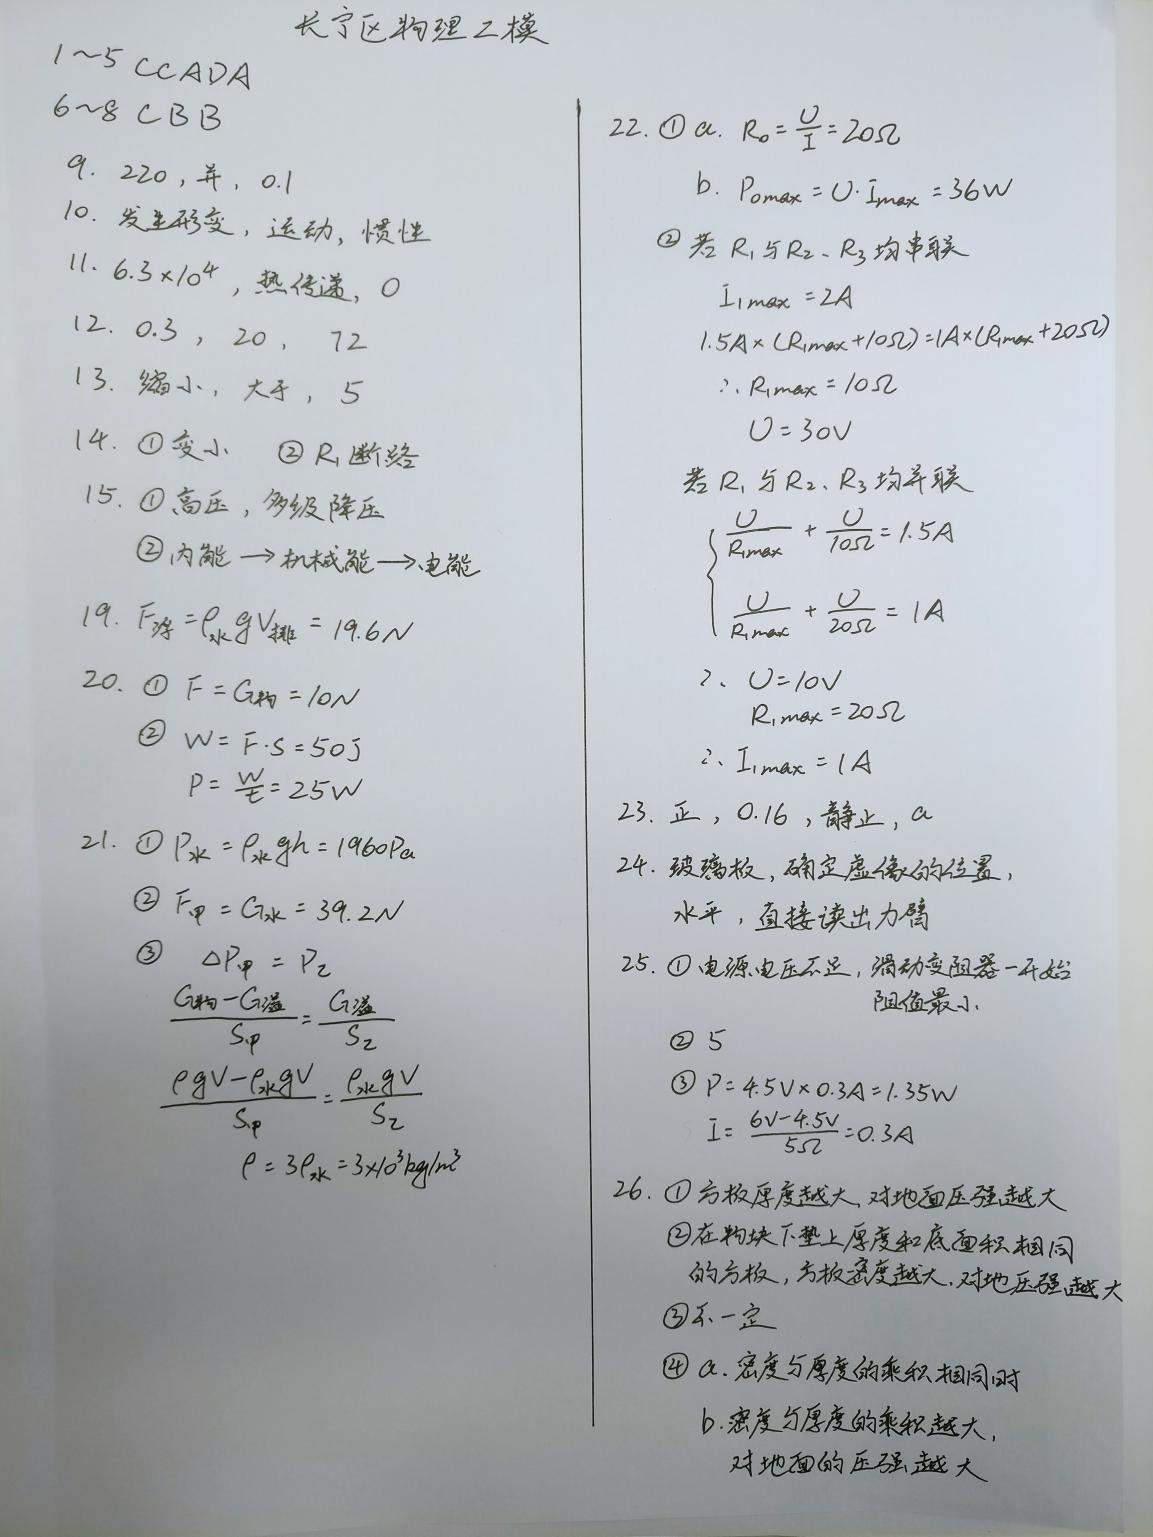 长宁区物理二模
1～5 CCADA
6～8 CBB
9. 220，并，0.1
10. 发生形变，运动，惯性
11. 6.3×10⁴，热传递，0
12. 0.3，20，72
13. 缩小，大于，5
14. ①变小 ②R₁断路
15. ①高压，多级降压
②内能→机械能→电能
19. F浮=ρ水gV排=19.6N
20. ① F=G物=10N
② W=F·S=50J
P=W/t=25W
21. ① P水=ρ水gh=1960Pa
② F甲=G水=39.2N
③ ΔP甲=P乙
(G物-G溢)/S甲=G溢/S乙
(ρgV-ρ水gV)/S甲=ρ水gV/S乙
ρ=3ρ水=3×10³kg/m³
22. ① a. R₀=U/I=20Ω
b. P₀max=U·Imax=36W
② 若R₁与R₂、R₃均串联
I₁max=2A
1.5A×(R₁max+10Ω)=1A×(R₁max+20Ω)
∴ R₁max=10Ω
U=30V
若R₁与R₂、R₃均并联
U/R₁max+U/10Ω=1.5A
U/R₁max+U/20Ω=1A
∴ U=10V
R₁max=20Ω
∴ I₁max=1A
23. 正，0.16，静止，a
24. 玻璃板，确定虚像的位置，
水平，直接读出力臂
25. ①电源电压不足，滑动变阻器一开始
阻值最小
② 5
③ P=4.5V×0.3A=1.35W
I=(6V-4.5V)/5Ω=0.3A
26. ①方板厚度越大，对地面压强越大
②在物块下垫上厚度和底面积相同
的方板，方板密度越大，对地压强越大
③不一定
④ a. 密度与厚度的乘积相同时
b. 密度与厚度的乘积越大，
对地面的压强越大